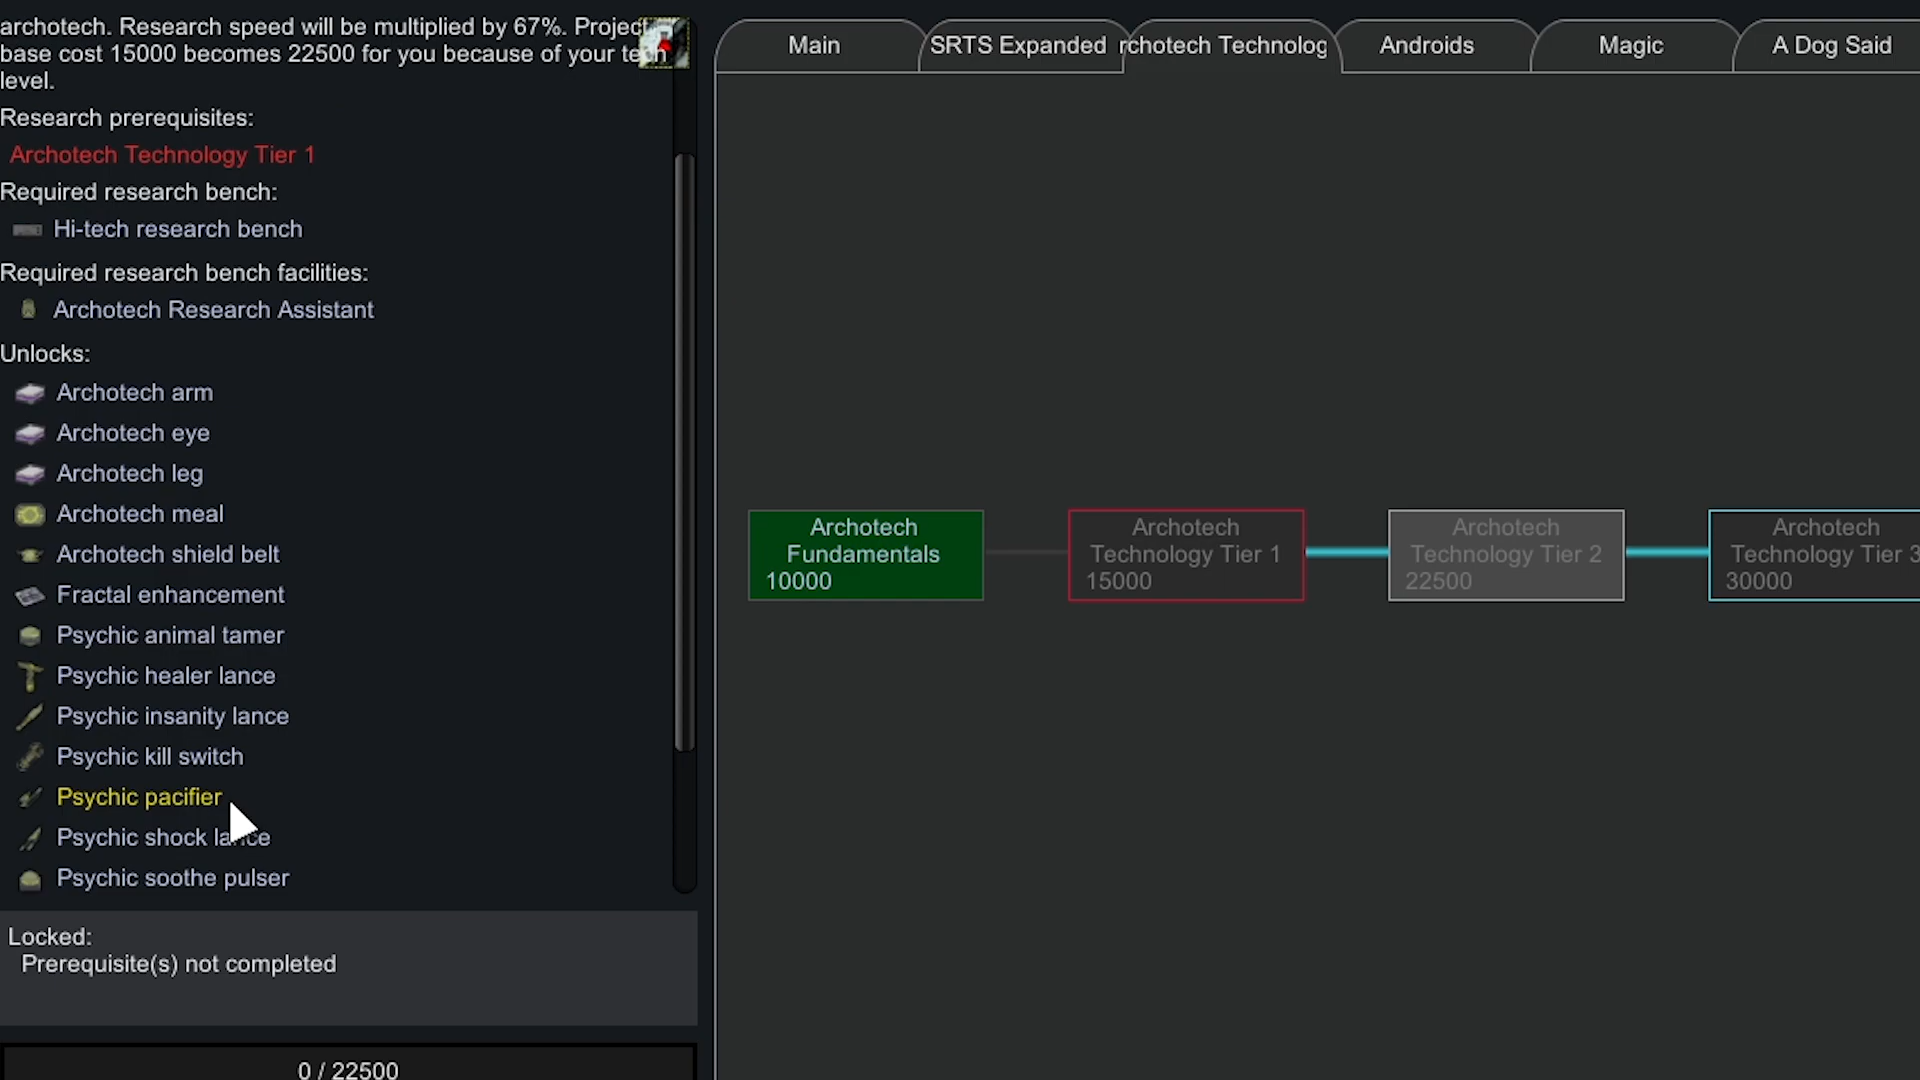 archotech. Research speed will be multiplied by 67%. Project
base cost 15000 becomes 22500 for you because of your tech
level.
Research prerequisites:
Archotech Technology Tier 1
Required research bench:
Hi-tech research bench
Required research bench facilities:
Archotech Research Assistant
Unlocks:
Archotech arm
Archotech eye
Archotech leg
Archotech meal
Archotech shield belt
Fractal enhancement
Psychic animal tamer
Psychic healer lance
Psychic insanity lance
Psychic kill switch
Psychic pacifier
Psychic shock lance
Psychic soothe pulser
Locked:
Prerequisite(s) not completed
0 / 22500
Main
SRTS Expanded
rchotech Technolog
Androids
Magic
A Dog Said
Archotech
Fundamentals
10000
Archotech
Technology Tier 1
15000
Archotech
Technology Tier 2
22500
Archotech
Technology Tier 3
30000